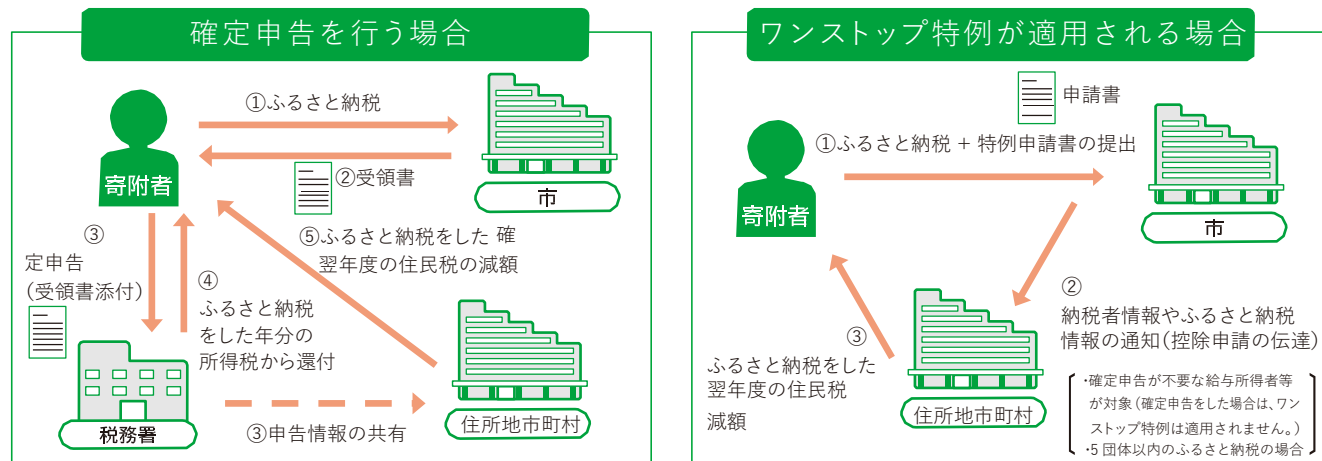 確定申告を行う場合
①ふるさと納税
寄附者
②受領書
市
③
定申告
(受領書添付)
④
ふるさと納税
をした年分の
所得税から還付
⑤ふるさと納税をした 確
翌年度の住民税の減額
税務署
③申告情報の共有
住所地市町村
ワンストップ特例が適用される場合
申請書
①ふるさと納税 + 特例申請書の提出
寄附者
市
②
納税者情報やふるさと納税
情報の通知(控除申請の伝達)
③
ふるさと納税をした
翌年度の住民税
減額
住所地市町村
・確定申告が不要な給与所得者等
が対象(確定申告をした場合は、ワン
ストップ特例は適用されません。)
・5 団体以内のふるさと納税の場合